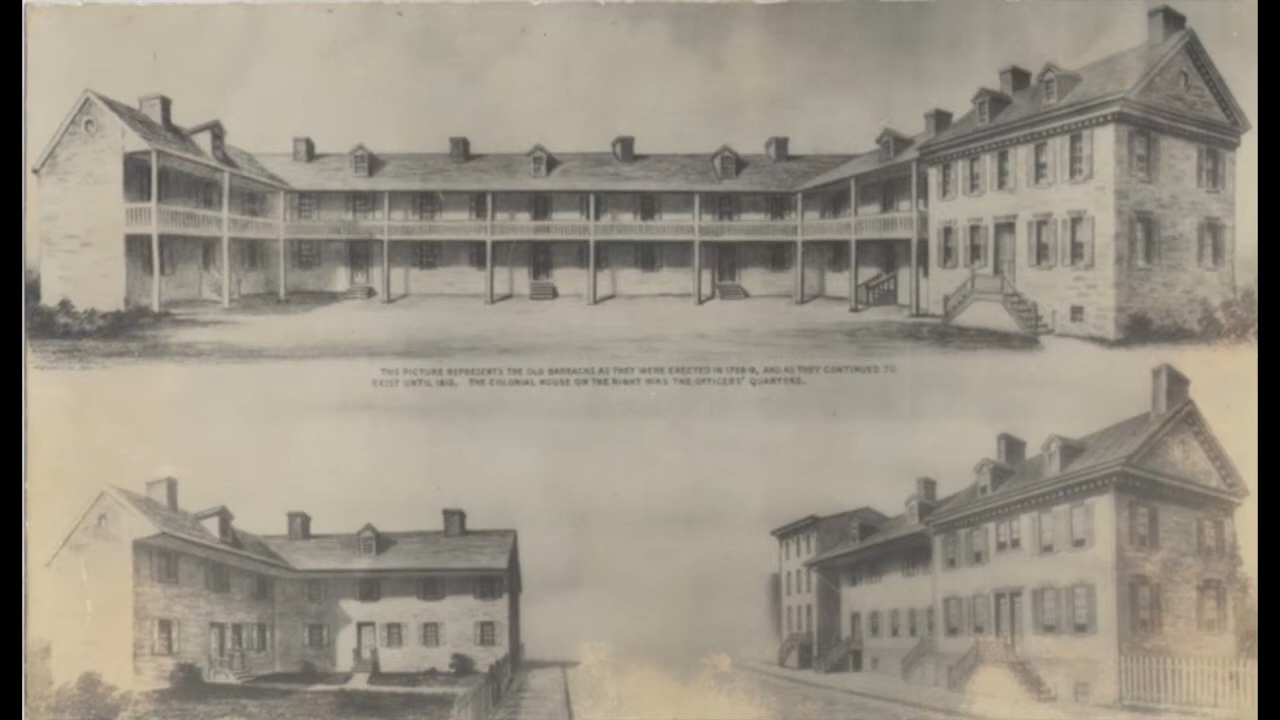 THIS PICTURE REPRESENTS THE OLD BARRACKS AS THEY WERE ERECTED IN 1758-9, AND AS THEY CONTINUED TO
EXIST UNTIL 1813. THE COLONIAL HOUSE ON THE RIGHT WAS THE OFFICERS' QUARTERS.